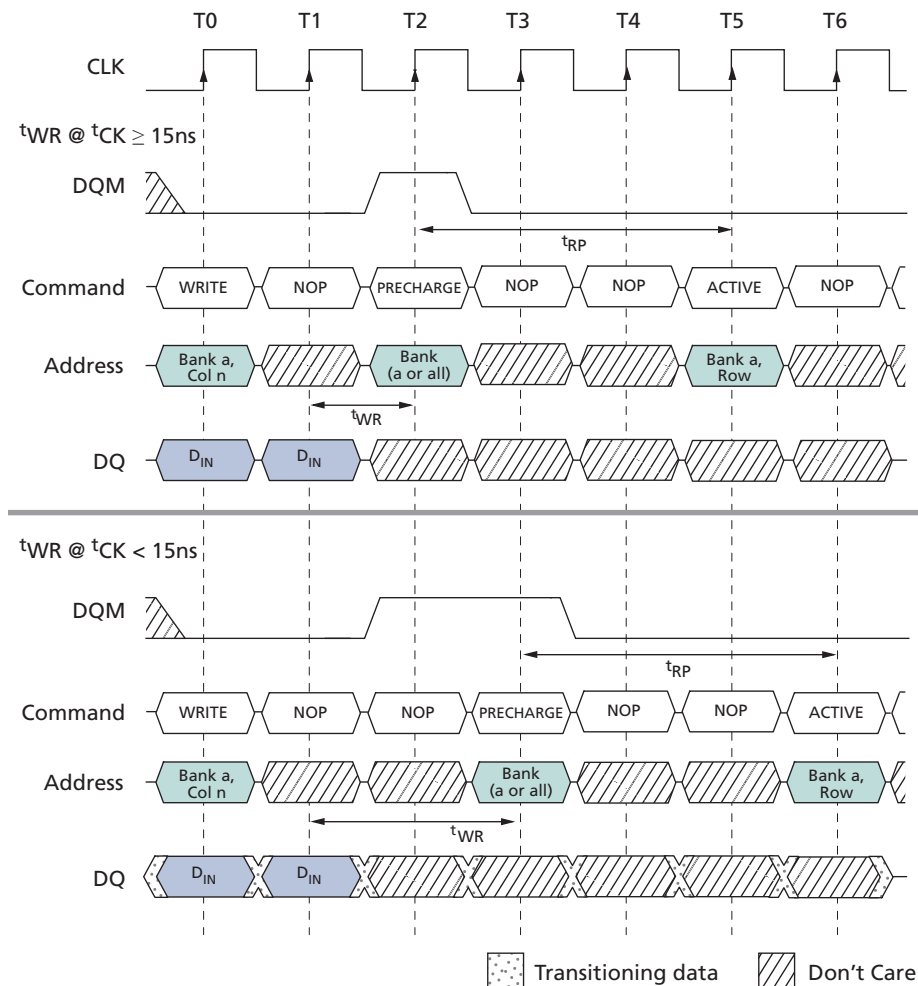 T0 T1 T2 T3 T4 T5 T6
CLK
tWR @ tCK ≥ 15ns
DQM
tRP
Command WRITE NOP PRECHARGE NOP NOP ACTIVE NOP
Address Bank a, Col n Bank (a or all) Bank a, Row
tWR
DQ DIN DIN
tWR @ tCK < 15ns
DQM
tRP
Command WRITE NOP NOP PRECHARGE NOP NOP ACTIVE
Address Bank a, Col n Bank (a or all) Bank a, Row
tWR
DQ DIN DIN
Transitioning data Don't Care